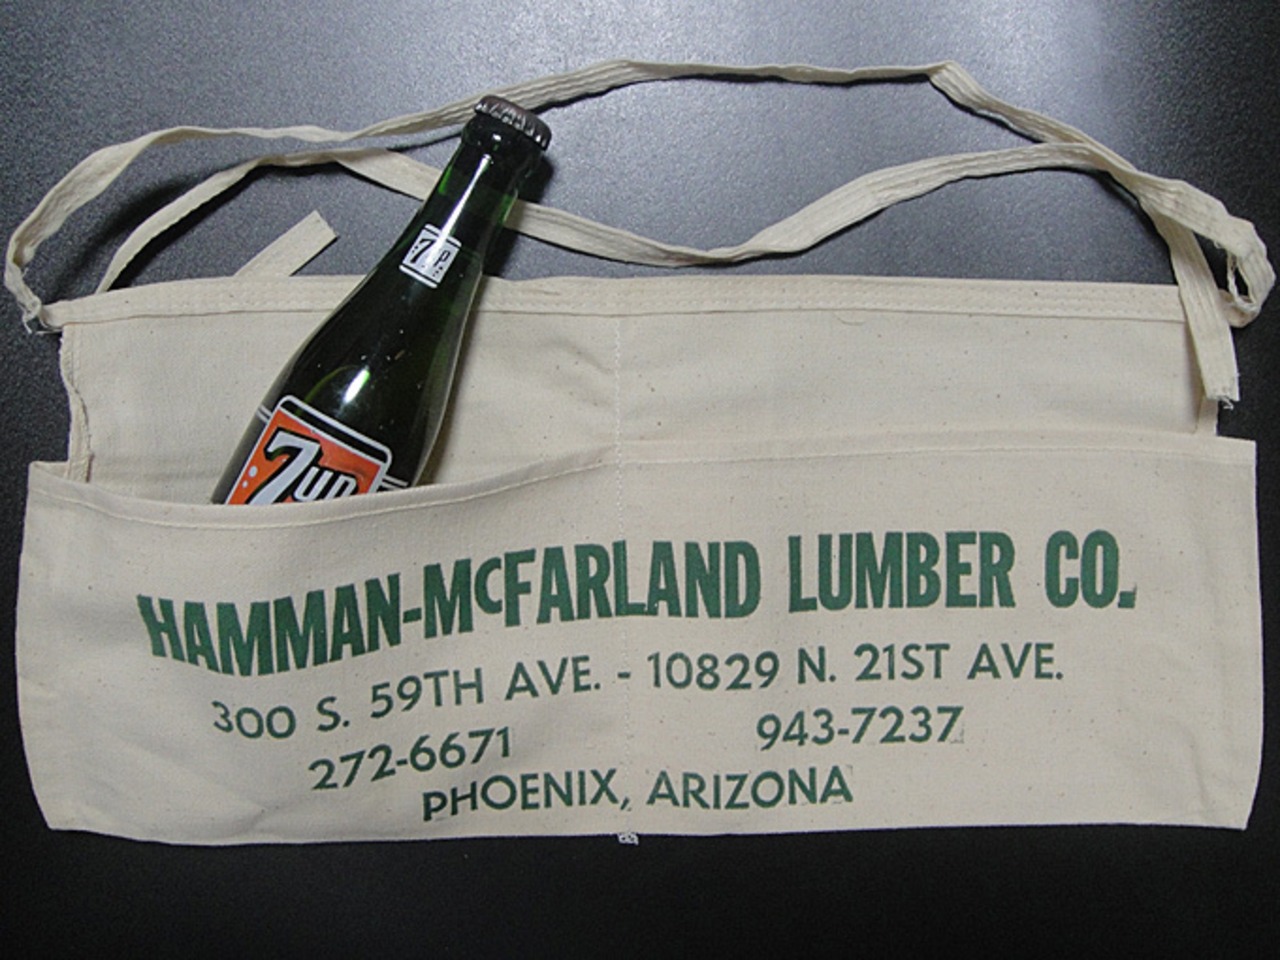 7up
7up
HAMMAN-McFARLAND LUMBER CO.
300 S. 59TH AVE. - 10829 N. 21ST AVE.
272-6671 943-7237
PHOENIX, ARIZONA